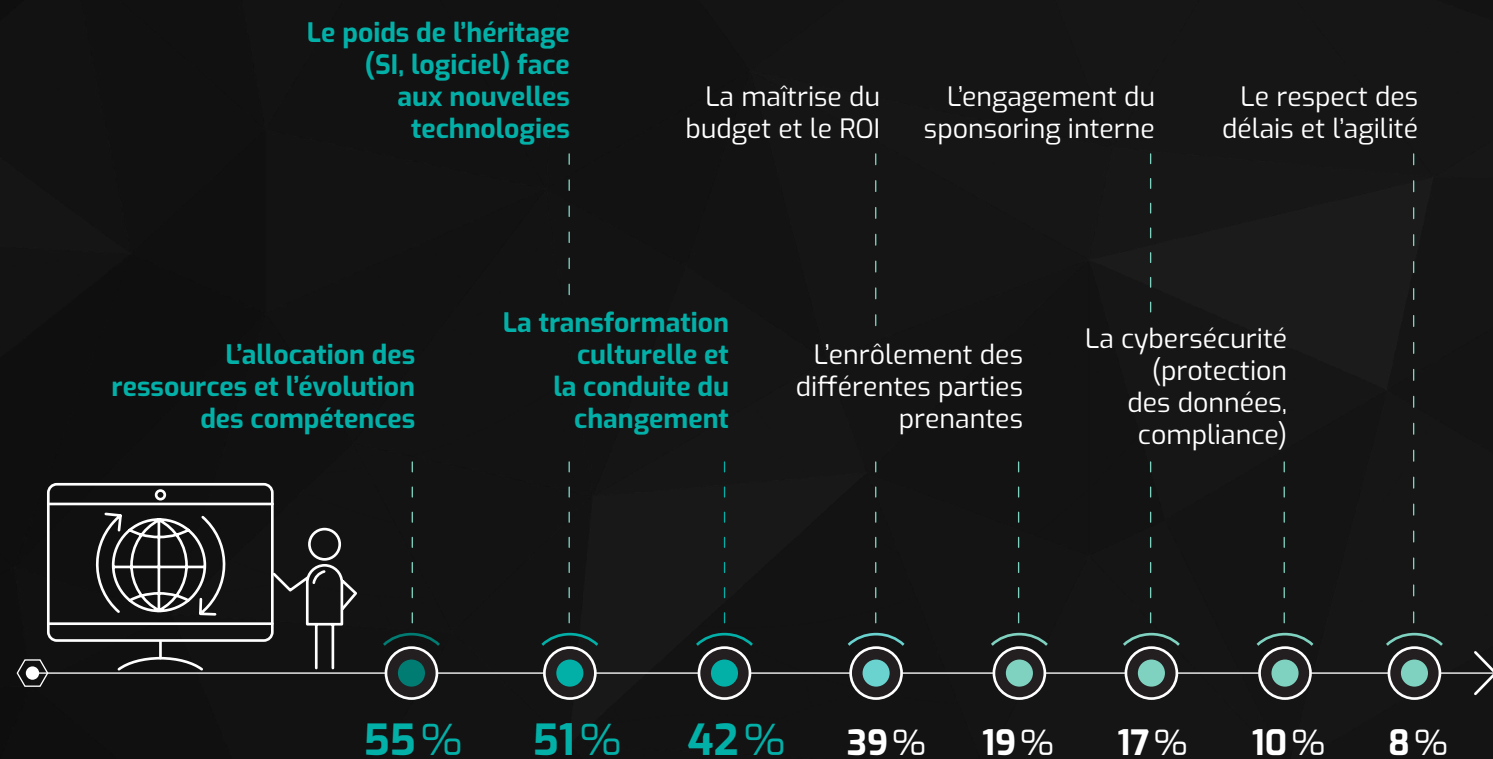 Le poids de l’héritage
(SI, logiciel) face
aux nouvelles
technologies
La maîtrise du
budget et le ROI
L’engagement du
sponsoring interne
Le respect des
délais et l’agilité
L’allocation des
ressources et l’évolution
des compétences
La transformation
culturelle et
la conduite du
changement
L’enrôlement des
différentes parties
prenantes
La cybersécurité
(protection
des données,
compliance)
55 %
51 %
42 %
39 %
19 %
17 %
10 %
8 %